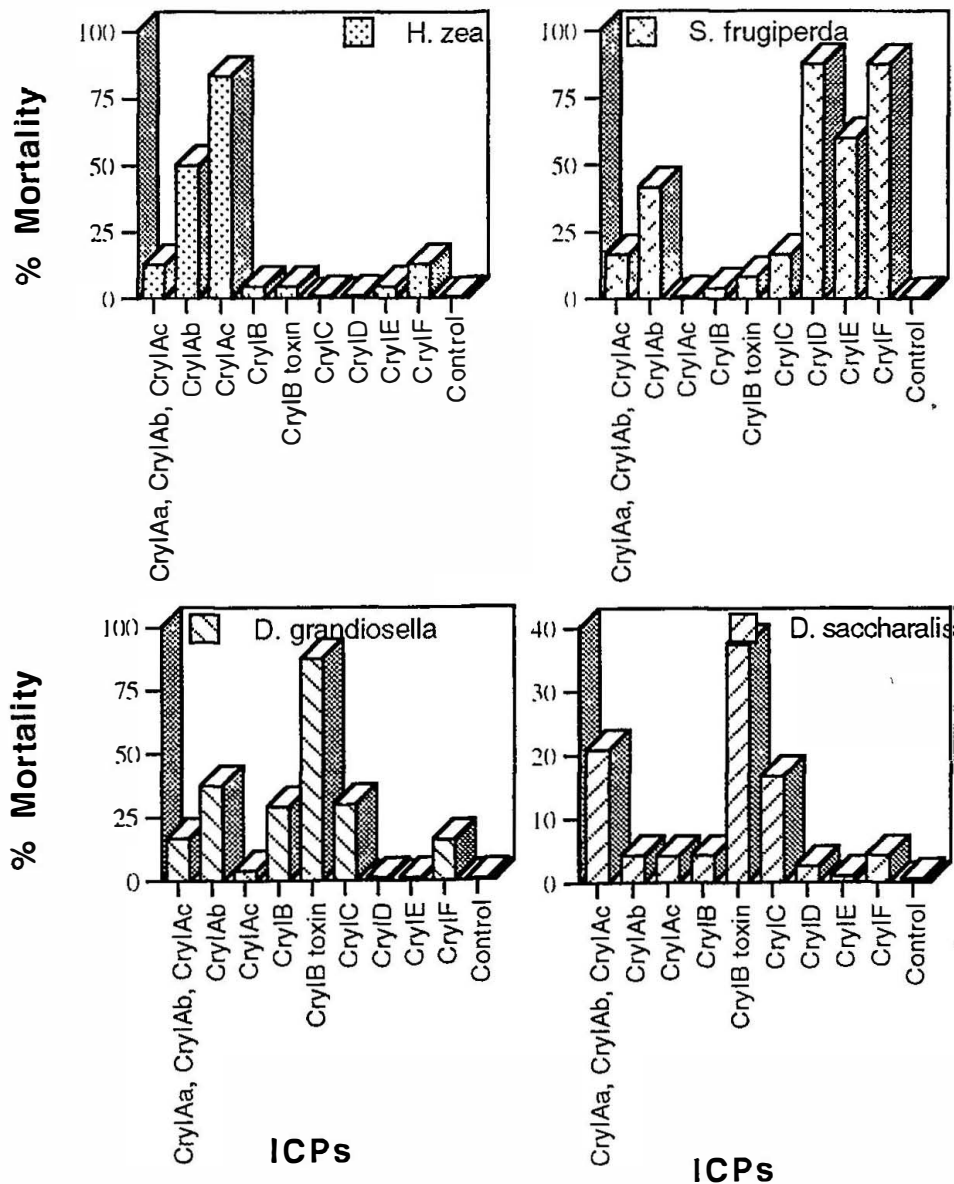 H. zea
% Mortality
100
75
50
25
0
CryIAa, CryIAb, CryIAc
CryIAb
CryIAc
CryIB
CryIB toxin
CryIC
CryID
CryIE
CryIF
Control
S. frugiperda
100
75
50
25
0
CryIAa, CryIAb, CryIAc
CryIAb
CryIAc
CryIB
CryIB toxin
CryIC
CryID
CryIE
CryIF
Control
D. grandiosella
% Mortality
100
75
50
25
0
CryIAa, CryIAb, CryIAc
CryIAb
CryIAc
CryIB
CryIB toxin
CryIC
CryID
CryIE
CryIF
Control
ICPs
D. saccharalis
40
30
20
10
0
CryIAa, CryIAb, CryIAc
CryIAb
CryIAc
CryIB
CryIB toxin
CryIC
CryID
CryIE
CryIF
Control
ICPs